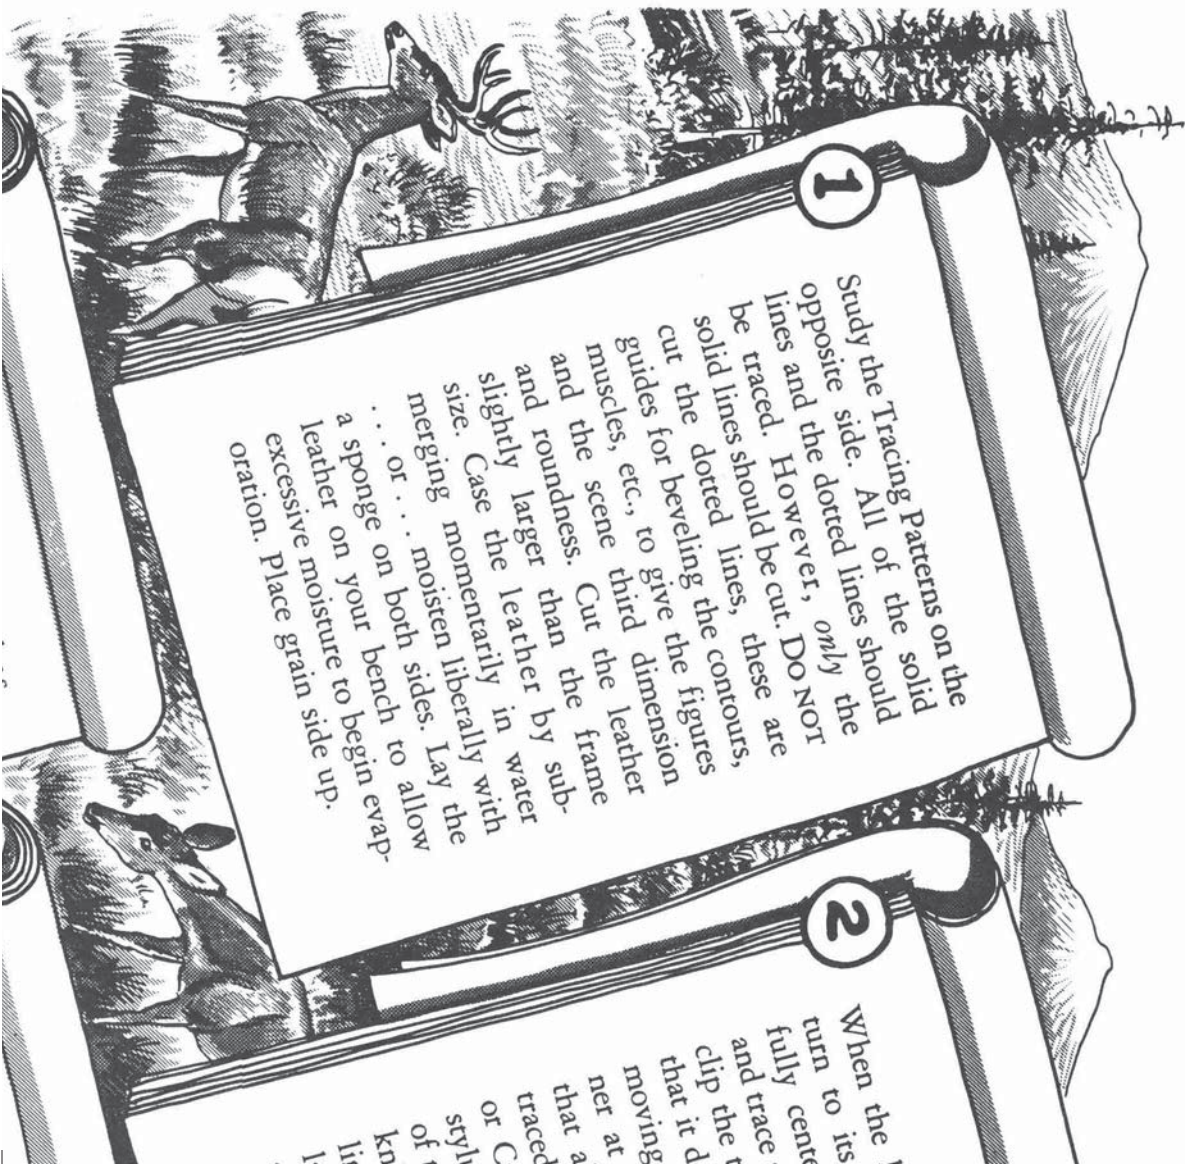 1
Study the Tracing Patterns on the
opposite side. All of the solid
lines and the dotted lines should
be traced. However, only the
solid lines should be cut. DO NOT
cut the dotted lines, these are
guides for beveling the contours,
muscles, etc., to give the figures
and the scene third dimension
and roundness. Cut the leather
slightly larger than the frame
size. Case the leather by sub-
merging momentarily in water
. . . or . . . moisten liberally with
a sponge on both sides. Lay the
leather on your bench to allow
excessive moisture to begin evap-
oration. Place grain side up.
2
When the
turn to its
fully cente
and trace
clip the t
that it d
moving
ner at
that a
traced
or C
styl
of t
kn
li